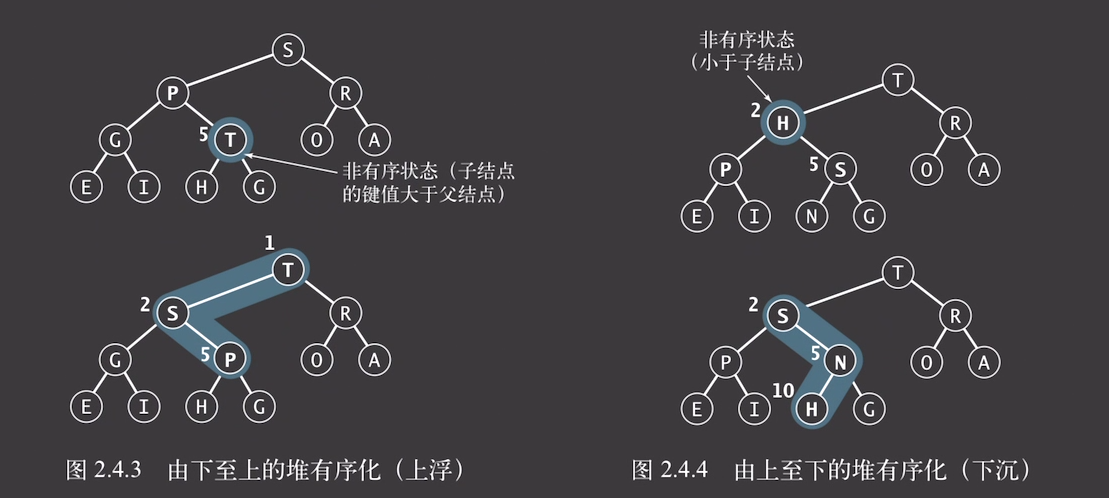 S
P R
G 5 T O A
E I H G
非有序状态(子结点
的键值大于父结点)
1
T
2 S R
G 5 P O A
E I H G
图 2.4.3 由下至上的堆有序化(上浮)
非有序状态
(小于子结点)
T
2 H R
P 5 S O A
E I N G
T
2 S R
P 5 N O A
E I 10 H G
图 2.4.4 由上至下的堆有序化(下沉)